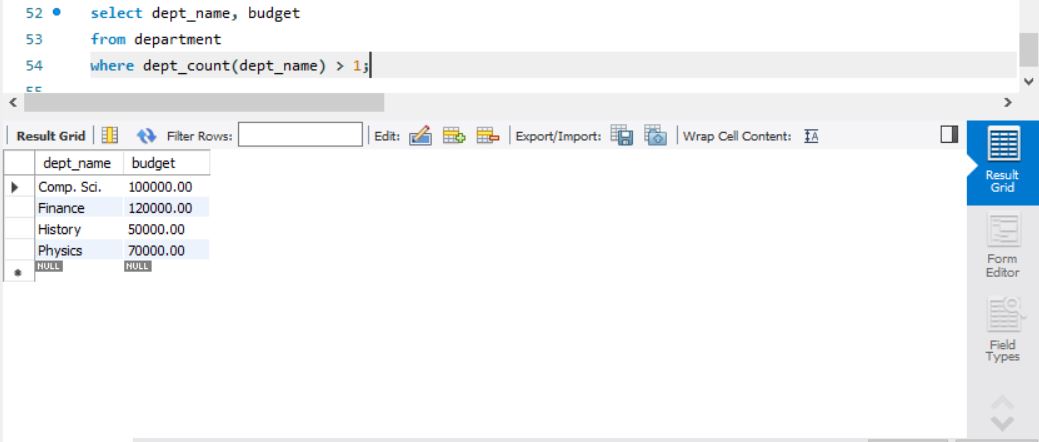 52 select dept_name, budget
53 from department
54 where dept_count(dept_name) > 1;
55
Result Grid Filter Rows: Edit: Export/Import: Wrap Cell Content: IA
dept_name budget
Comp. Sci. 100000.00
Finance 120000.00
History 50000.00
Physics 70000.00
NULL NULL
Result
Grid
Form
Editor
Field
Types